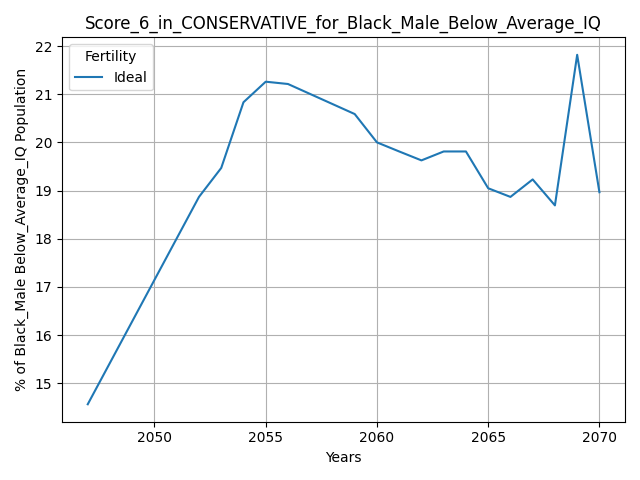 Score_6_in_CONSERVATIVE_for_Black_Male_Below_Average_IQ
Fertility
Ideal
% of Black_Male Below_Average_IQ Population
22
21
20
19
18
17
16
15
2050 2055 2060 2065 2070
Years